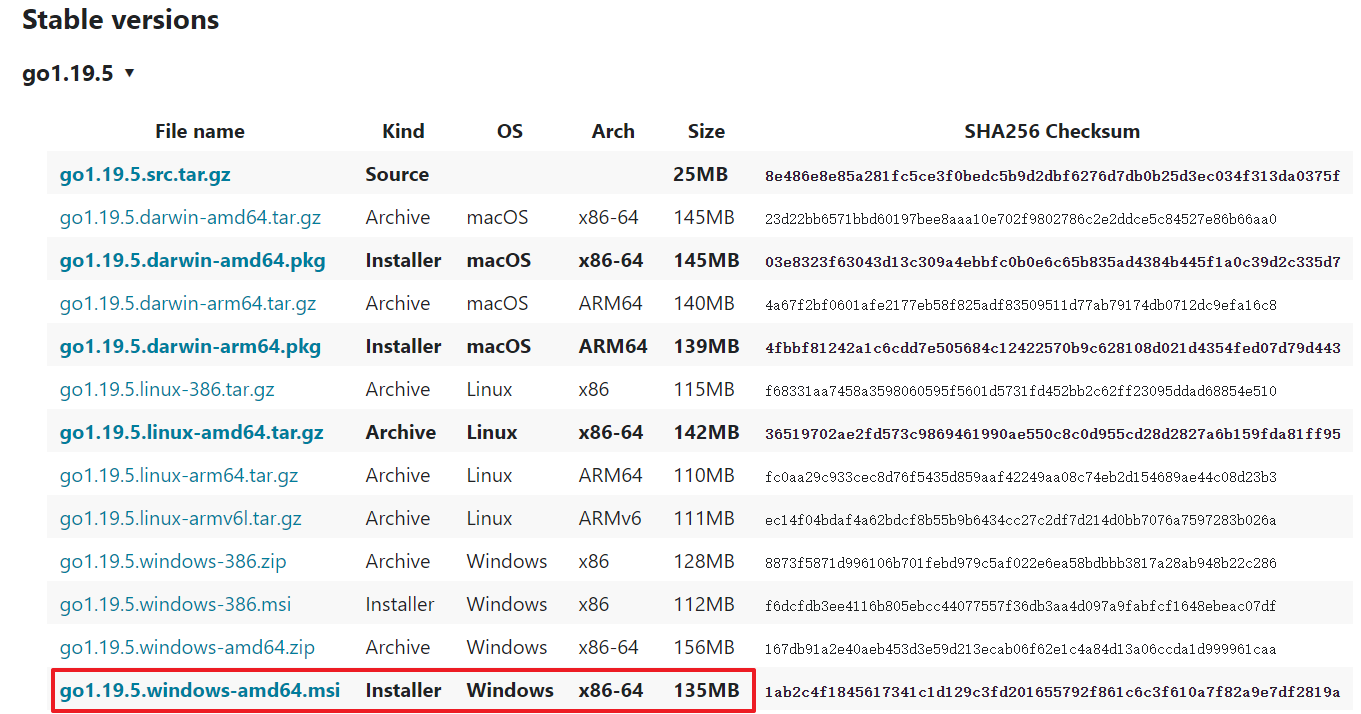 Stable versions
go1.19.5 ▾
File name Kind OS Arch Size SHA256 Checksum
go1.19.5.src.tar.gz Source 25MB 8e486e8e85a281fc5ce3f0bedc5b9d2dbf6276d7db0b25d3ec034f313da0375f
go1.19.5.darwin-amd64.tar.gz Archive macOS x86-64 145MB 23d22bb6571bbd60197bee8aaa10e702f9802786c2e2ddce5c84527e86b66aa0
go1.19.5.darwin-amd64.pkg Installer macOS x86-64 145MB 03e8323f63043d13c309a4ebbfc0b0e6c65b835ad4384b445f1a0c39d2c335d7
go1.19.5.darwin-arm64.tar.gz Archive macOS ARM64 140MB 4a67f2bf0601afe2177eb58f825adf83509511d77ab79174db0712dc9efa16c8
go1.19.5.darwin-arm64.pkg Installer macOS ARM64 139MB 4fbbf81242a1c6cdd7e505684c12422570b9c628108d021d4354fed07d79d443
go1.19.5.linux-386.tar.gz Archive Linux x86 115MB f68331aa7458a3598060595f5601d5731fd452bb2c62ff23095ddad68854e510
go1.19.5.linux-amd64.tar.gz Archive Linux x86-64 142MB 36519702ae2fd573c9869461990ae550c8c0d955cd28d2827a6b159fda81ff95
go1.19.5.linux-arm64.tar.gz Archive Linux ARM64 110MB fc0aa29c933cec8d76f5435d859aaf42249aa08c74eb2d154689ae44c08d23b3
go1.19.5.linux-armv6l.tar.gz Archive Linux ARMv6 111MB ec14f04bdaf4a62bdcf8b55b9b6434cc27c2df7d214d0bb7076a7597283b026a
go1.19.5.windows-386.zip Archive Windows x86 128MB 8873f5871d996106b701febd979c5af022e6ea58bdbbb3817a28ab948b22c286
go1.19.5.windows-386.msi Installer Windows x86 112MB f6dcfdb3ee4116b805ebcc44077557f36db3aa4d097a9fabfcf1648ebeac07df
go1.19.5.windows-amd64.zip Archive Windows x86-64 156MB 167db91a2e40aeb453d3e59d213ecab06f62e1c4a84d13a06ccda1d999961caa
go1.19.5.windows-amd64.msi Installer Windows x86-64 135MB 1ab2c4f1845617341c1d129c3fd201655792f861c6c3f610a7f82a9e7df2819a